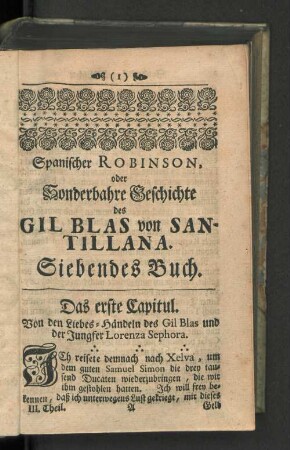 (1)
Spanischer ROBINSON,
oder
Sonderbahre Geschichte
des
GIL BLAS von SAN-
TILLANA.
Siebendes Buch.
Das erste Capitul.
Von den Liebes-Händeln des Gil Blas und
der Jungfer Lorenza Sephora.
ICh reisete demnach nach Xelva, um
dem guten Samuel Simon die drey tau-
send Ducaten wiederzubringen, die wir
ihm gestohlen hatten. Ich will frey be-
kennen, daß ich unterwegens Lust gekriegt, mit dieses
III. Theil. A Gel-